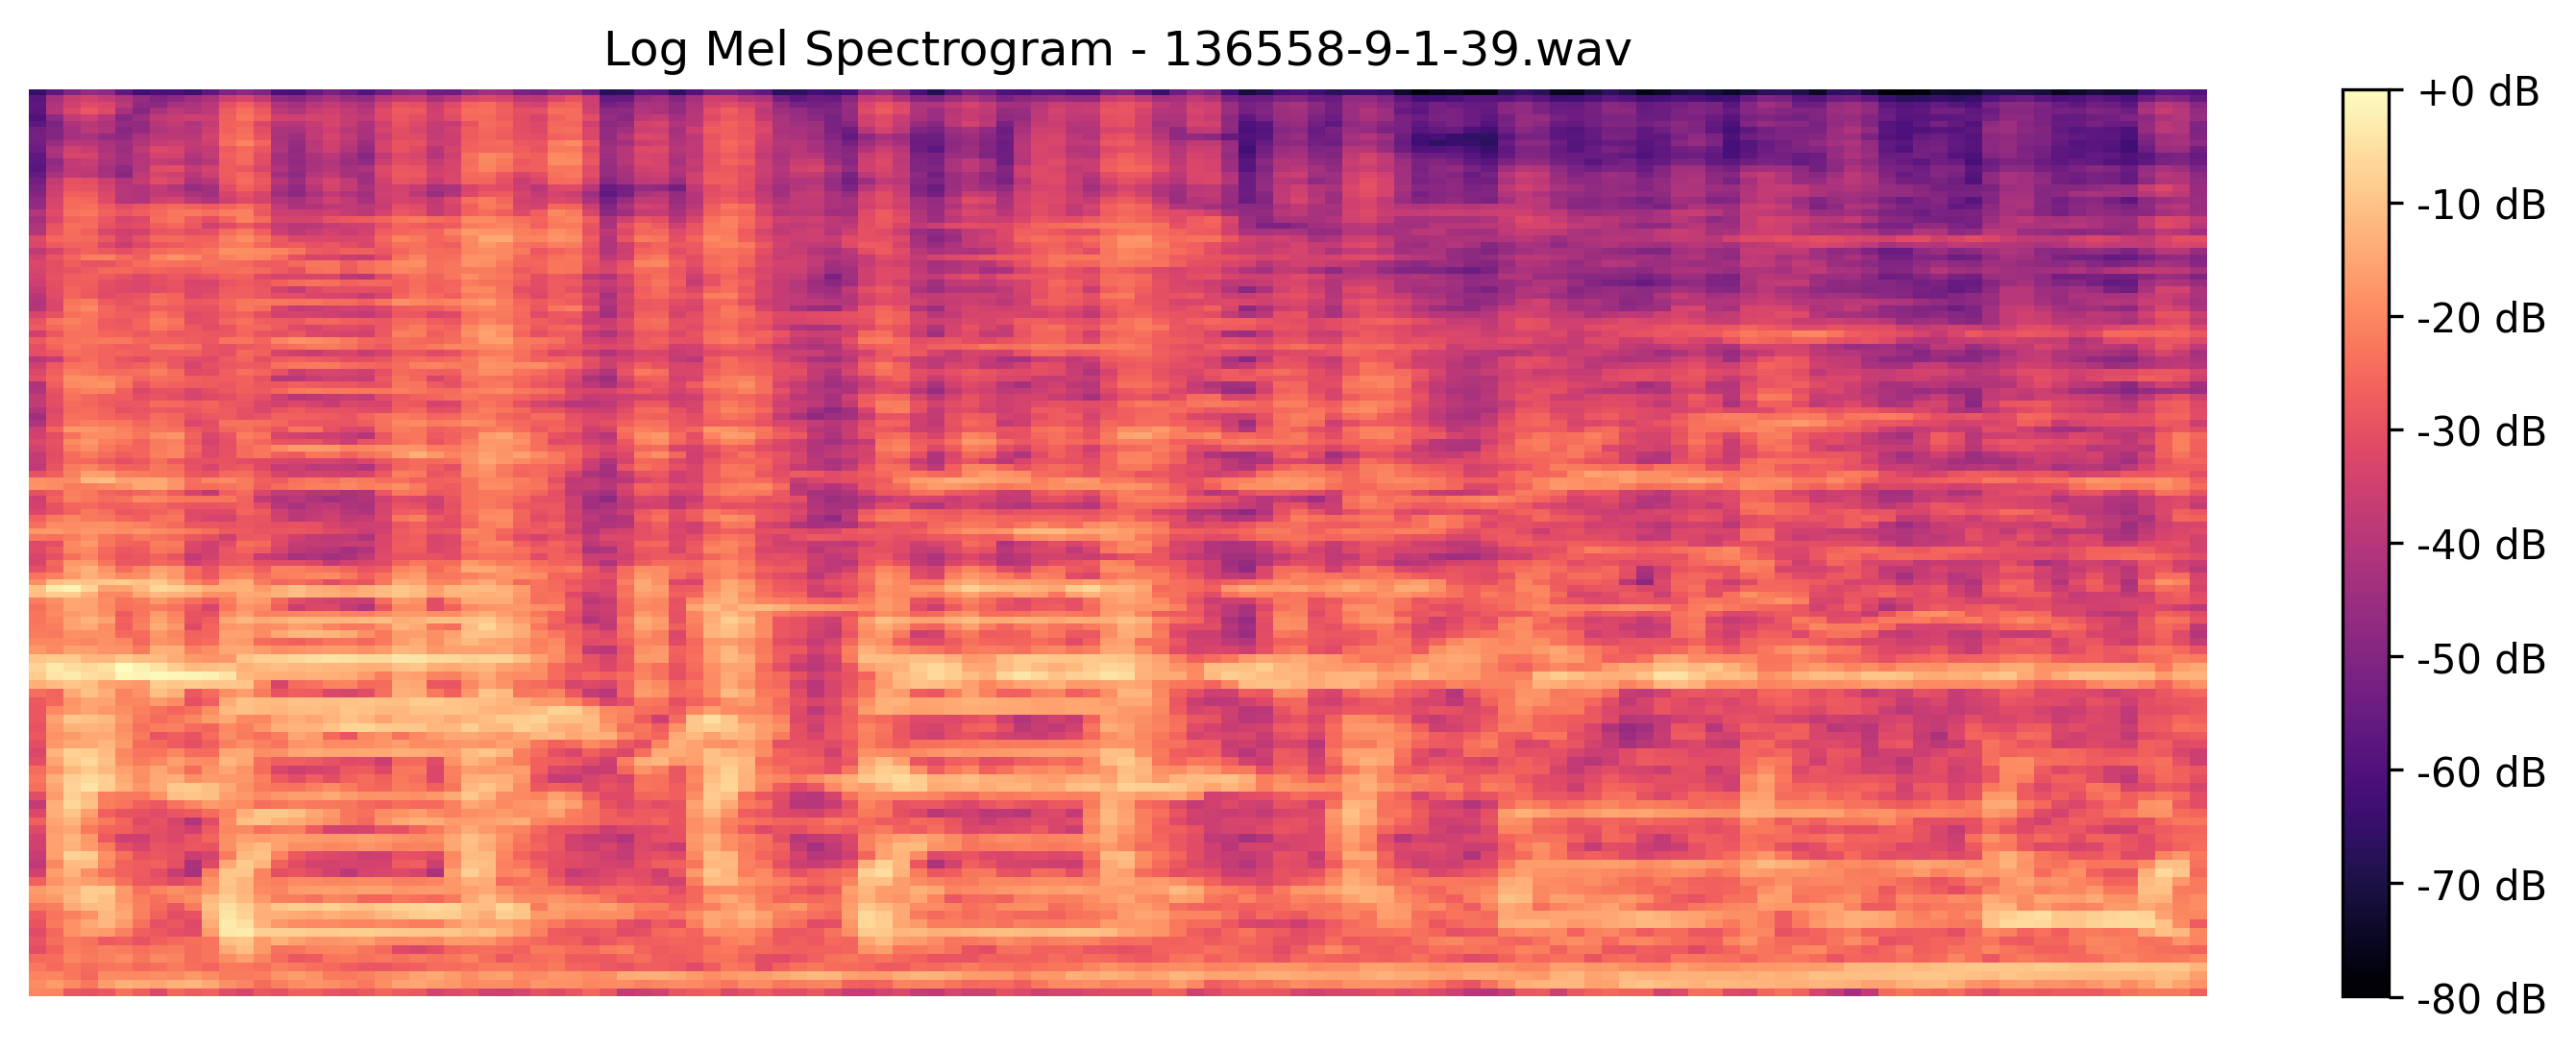 Log Mel Spectrogram - 136558-9-1-39.wav
+0 dB
-10 dB
-20 dB
-30 dB
-40 dB
-50 dB
-60 dB
-70 dB
-80 dB